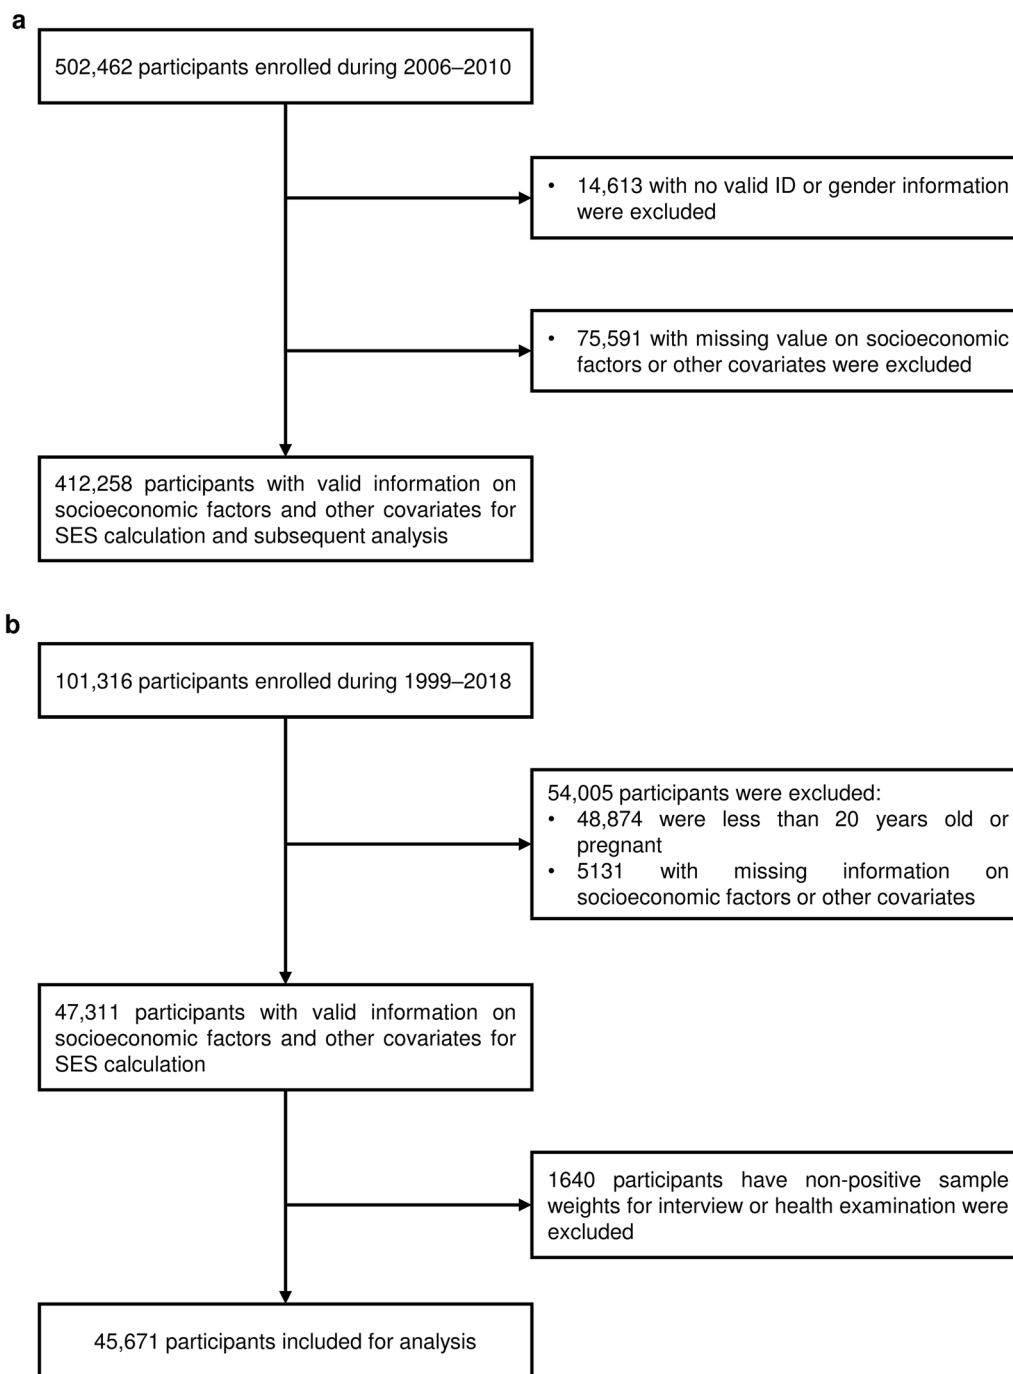 a
502,462 participants enrolled during 2006–2010
• 14,613 with no valid ID or gender information
were excluded
• 75,591 with missing value on socioeconomic
factors or other covariates were excluded
412,258 participants with valid information on
socioeconomic factors and other covariates for
SES calculation and subsequent analysis
b
101,316 participants enrolled during 1999–2018
54,005 participants were excluded:
• 48,874 were less than 20 years old or
pregnant
• 5131 with missing information on
socioeconomic factors or other covariates
47,311 participants with valid information on
socioeconomic factors and other covariates for
SES calculation
1640 participants have non-positive sample
weights for interview or health examination were
excluded
45,671 participants included for analysis